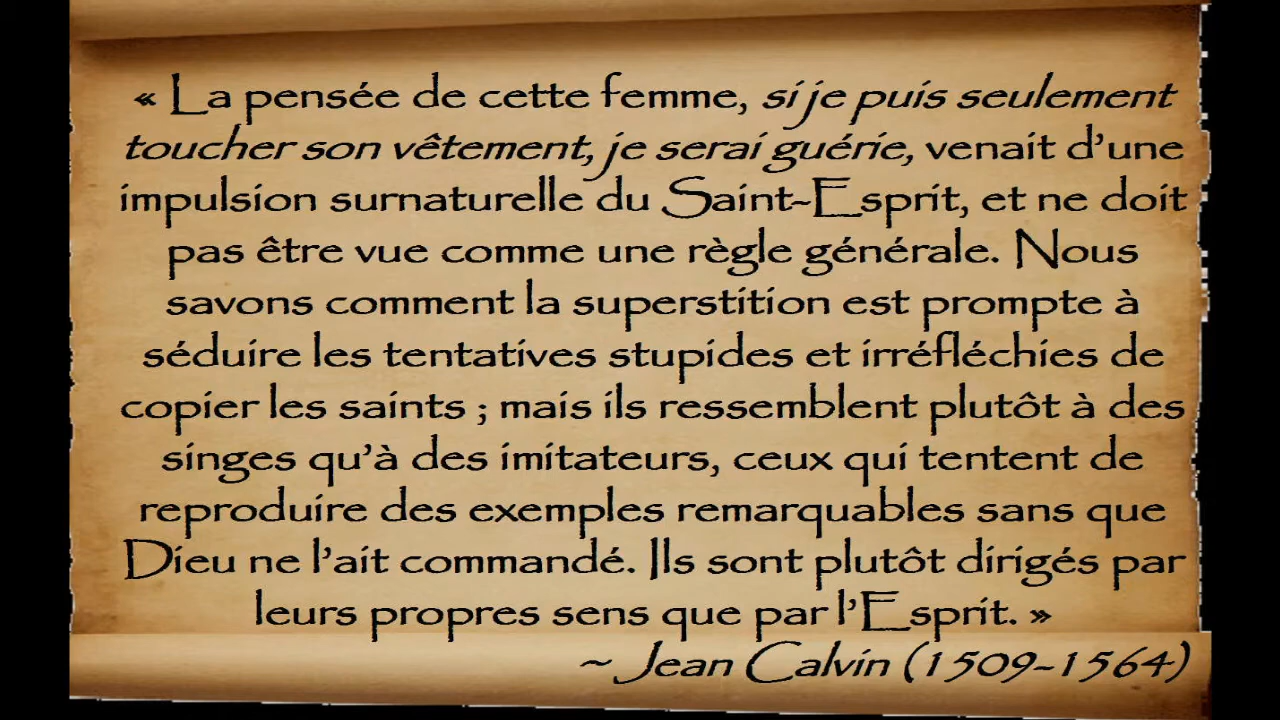 « La pensée de cette femme, si je puis seulement
toucher son vêtement, je serai guérie, venait d’une
impulsion surnaturelle du Saint-Esprit, et ne doit
pas être vue comme une règle générale. Nous
savons comment la superstition est prompte à
séduire les tentatives stupides et irréfléchies de
copier les saints ; mais ils ressemblent plutôt à des
singes qu’à des imitateurs, ceux qui tentent de
reproduire des exemples remarquables sans que
Dieu ne l’ait commandé. Ils sont plutôt dirigés par
leurs propres sens que par l’Esprit. »
~ Jean Calvin (1509-1564)